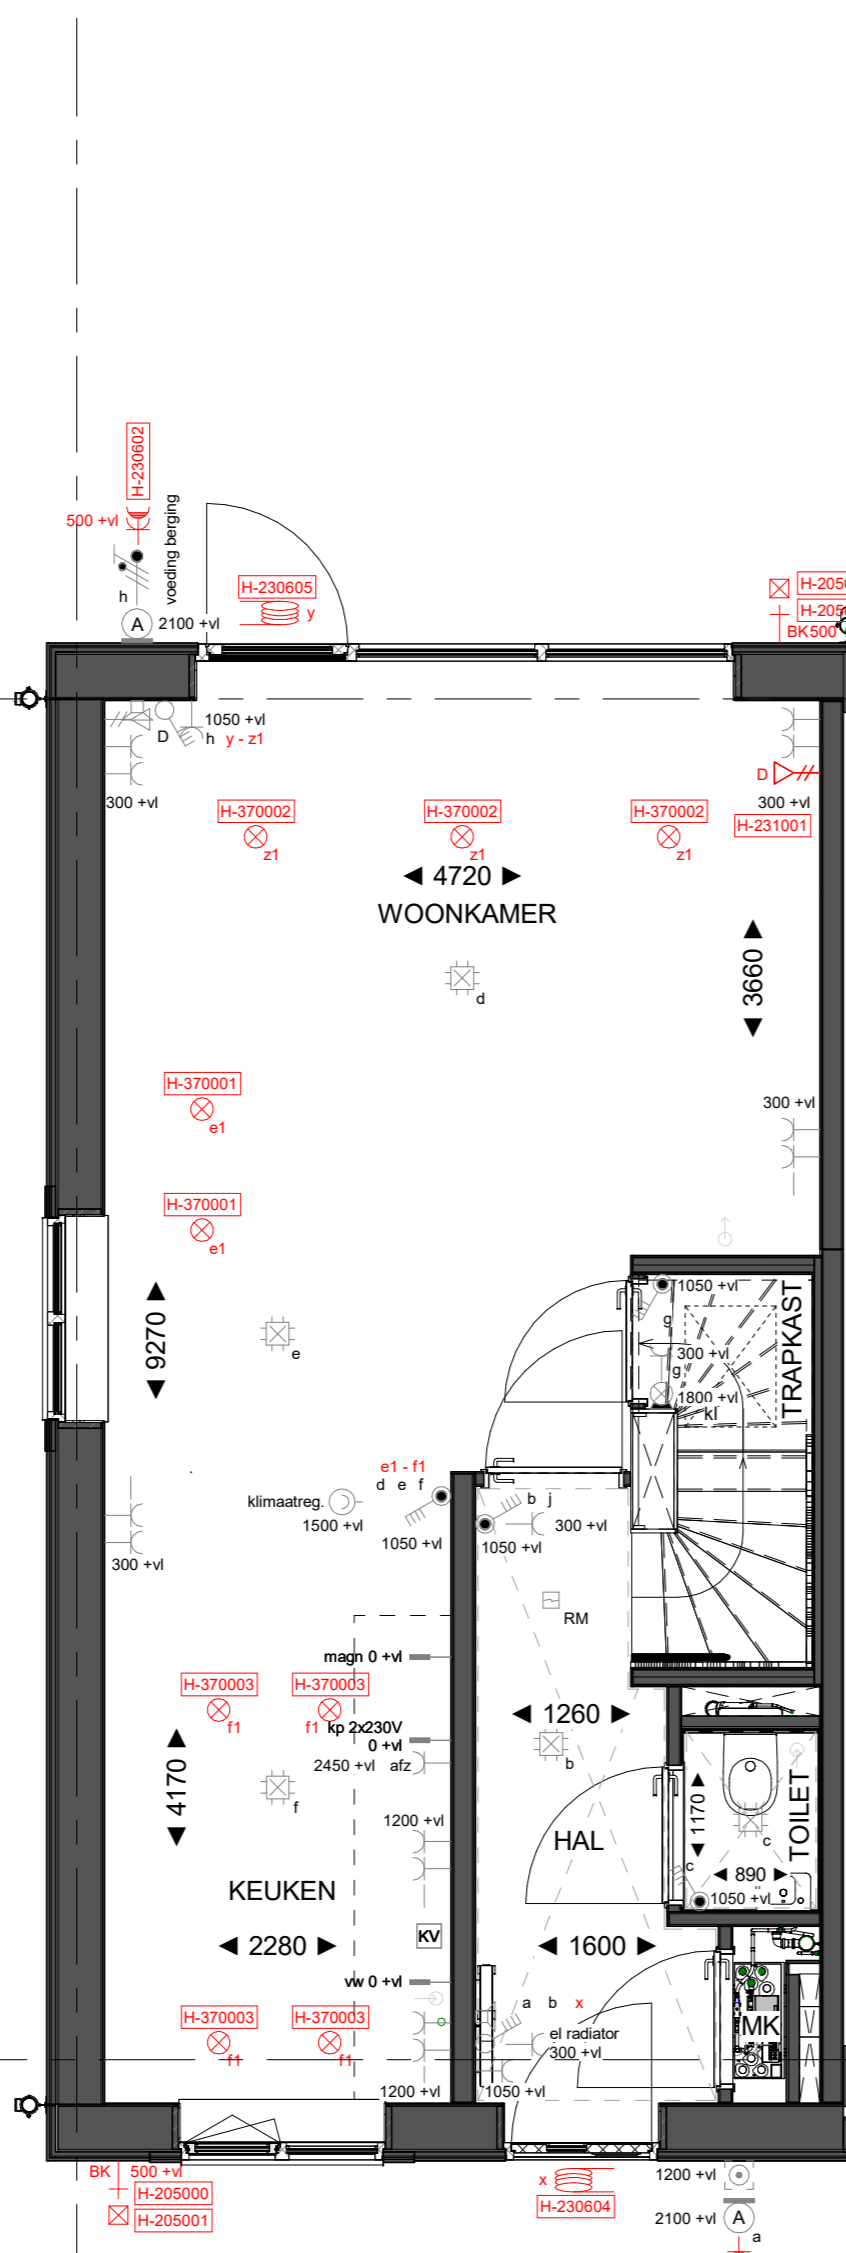 H-230602
500 +vl
voeding berging
h
A 2100 +vl
H-230605
y
BK500
1050 +vl
D
h y - z1
300 +vl
D
300 +vl
H-231001
H-370002
z1
H-370002
z1
H-370002
z1
4720
WOONKAMER
3660
d
H-370001
e1
300 +vl
H-370001
e1
9270
e
1050 +vl
g
300 +vl
g
1800 +vl
kl
TRAPKAST
e1 - f1
d e f
klimaatreg.
1500 +vl
1050 +vl
b j
300 +vl
1050 +vl
300 +vl
RM
magn 0 +vl
H-370003
f1
H-370003
f1
kp 2x230V
0 +vl
2450 +vl afz
1260
b
4170
f
1200 +vl
HAL
1170
TOILET
c
890
c
1050 +vl
KEUKEN
KV
2280
1600
vw 0 +vl
a b x
el radiator
300 +vl
MK
H-370003
f1
H-370003
f1
1200 +vl
1050 +vl
BK 500 +vl
H-205000
H-205001
x
H-230604
1200 +vl
2100 +vl A
a